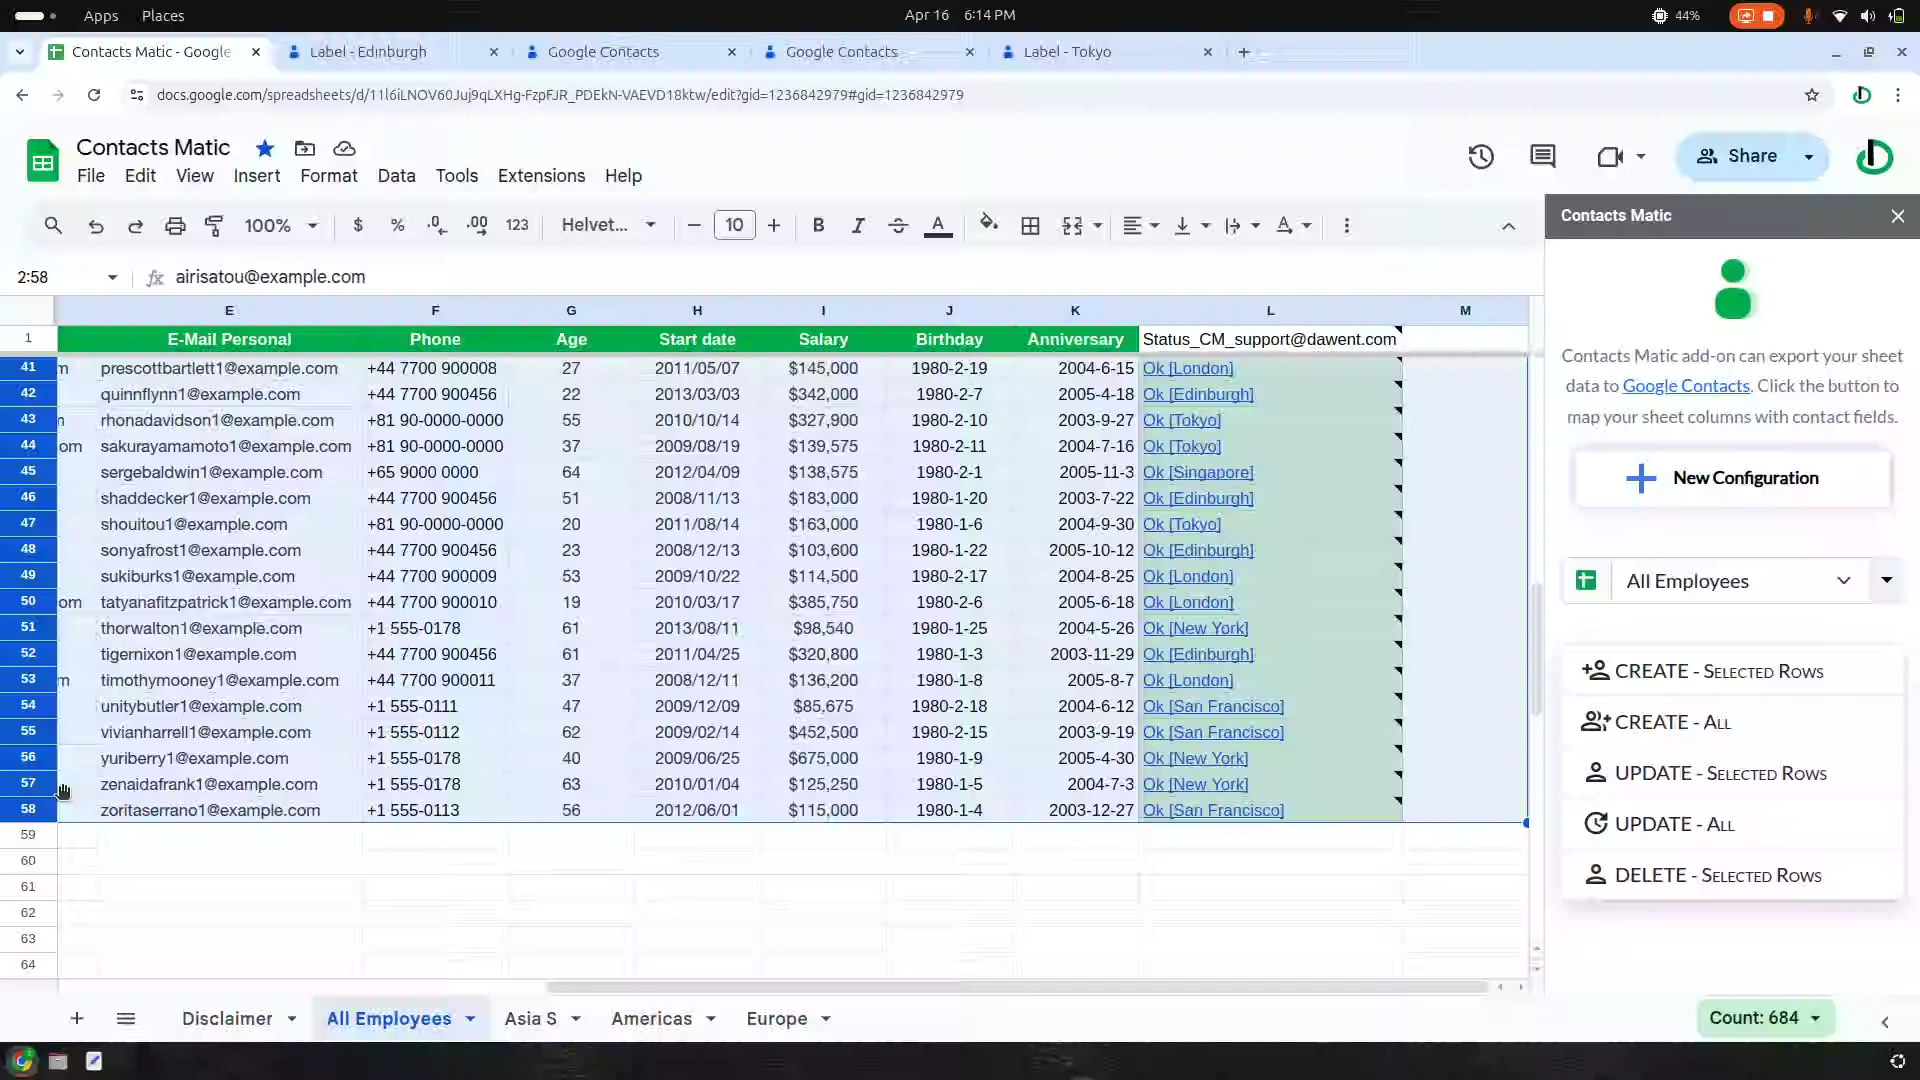 Apps Places Apr 16 6:14 PM 44%
Contacts Matic - Google Label - Edinburgh Google Contacts Google Contacts Label - Tokyo
docs.google.com/spreadsheets/d/11l6iLNOV60Juj9qLXHg-FzpFJR_PDEkN-VAEVD18ktw/edit?gid=1236842979#gid=1236842979
Contacts Matic
Share
File Edit View Insert Format Data Tools Extensions Help
Contacts Matic
100% $ % .0 .00 123 Helvet... 10 B I A A
2:58 airisatou@example.com
E F G H I J K L M
1 E-Mail Personal Phone Age Start date Salary Birthday Anniversary Status_CM_support@dawent.com
41 m prescottbartlett1@example.com +44 7700 900008 27 2011/05/07 $145,000 1980-2-19 2004-6-15 Ok [London]
42 quinnflynn1@example.com +44 7700 900456 22 2013/03/03 $342,000 1980-2-7 2005-4-18 Ok [Edinburgh]
43 rhonadavidson1@example.com +81 90-0000-0000 55 2010/10/14 $327,900 1980-2-10 2003-9-27 Ok [Tokyo]
44 om sakurayamamoto1@example.com +81 90-0000-0000 37 2009/08/19 $139,575 1980-2-11 2004-7-16 Ok [Tokyo]
45 sergebaldwin1@example.com +65 9000 0000 64 2012/04/09 $138,575 1980-2-1 2005-11-3 Ok [Singapore]
46 shaddecker1@example.com +44 7700 900456 51 2008/11/13 $183,000 1980-1-20 2003-7-22 Ok [Edinburgh]
47 shouitou1@example.com +81 90-0000-0000 20 2011/08/14 $163,000 1980-1-6 2004-9-30 Ok [Tokyo]
48 sonyafrost1@example.com +44 7700 900456 23 2008/12/13 $103,600 1980-1-22 2005-10-12 Ok [Edinburgh]
49 sukiburks1@example.com +44 7700 900009 53 2009/10/22 $114,500 1980-2-17 2004-8-25 Ok [London]
50 om tatyanafitzpatrick1@example.com +44 7700 900010 19 2010/03/17 $385,750 1980-2-6 2005-6-18 Ok [London]
51 thorwalton1@example.com +1 555-0178 61 2013/08/11 $98,540 1980-1-25 2004-5-26 Ok [New York]
52 tigernixon1@example.com +44 7700 900456 61 2011/04/25 $320,800 1980-1-3 2003-11-29 Ok [Edinburgh]
53 m timothymooney1@example.com +44 7700 900011 37 2008/12/11 $136,200 1980-1-8 2005-8-7 Ok [London]
54 unitybutler1@example.com +1 555-0111 47 2009/12/09 $85,675 1980-2-18 2004-6-12 Ok [San Francisco]
55 vivianharrell1@example.com +1 555-0112 62 2009/02/14 $452,500 1980-2-15 2003-9-19 Ok [San Francisco]
56 yuriberry1@example.com +1 555-0178 40 2009/06/25 $675,000 1980-1-9 2005-4-30 Ok [New York]
57 zenaidafrank1@example.com +1 555-0178 63 2010/01/04 $125,250 1980-1-5 2004-7-3 Ok [New York]
58 zoritaserrano1@example.com +1 555-0113 56 2012/06/01 $115,000 1980-1-4 2003-12-27 Ok [San Francisco]
59
60
61
62
63
64
Contacts Matic add-on can export your sheet
data to Google Contacts. Click the button to
map your sheet columns with contact fields.
New Configuration
All Employees
CREATE - SELECTED ROWS
CREATE - ALL
UPDATE - SELECTED ROWS
UPDATE - ALL
DELETE - SELECTED ROWS
Disclaimer All Employees Asia S Americas Europe Count: 684